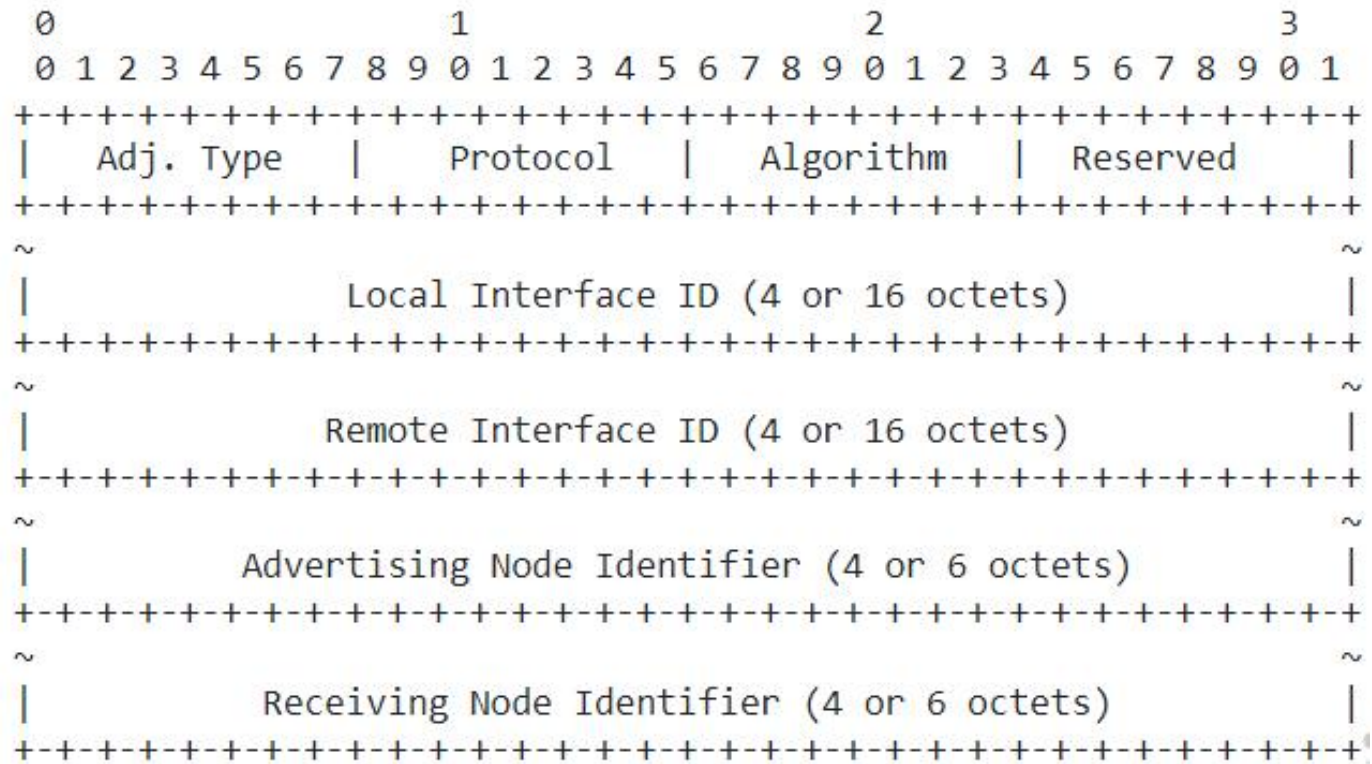 0                   1                   2                   3
0 1 2 3 4 5 6 7 8 9 0 1 2 3 4 5 6 7 8 9 0 1 2 3 4 5 6 7 8 9 0 1
+-+-+-+-+-+-+-+-+-+-+-+-+-+-+-+-+-+-+-+-+-+-+-+-+-+-+-+-+-+-+-+-+
|   Adj. Type   |    Protocol   |   Algorithm   |  Reserved     |
+-+-+-+-+-+-+-+-+-+-+-+-+-+-+-+-+-+-+-+-+-+-+-+-+-+-+-+-+-+-+-+-+
~                                                               ~
|               Local Interface ID (4 or 16 octets)             |
+-+-+-+-+-+-+-+-+-+-+-+-+-+-+-+-+-+-+-+-+-+-+-+-+-+-+-+-+-+-+-+-+
~                                                               ~
|              Remote Interface ID (4 or 16 octets)             |
+-+-+-+-+-+-+-+-+-+-+-+-+-+-+-+-+-+-+-+-+-+-+-+-+-+-+-+-+-+-+-+-+
~                                                               ~
|          Advertising Node Identifier (4 or 6 octets)          |
+-+-+-+-+-+-+-+-+-+-+-+-+-+-+-+-+-+-+-+-+-+-+-+-+-+-+-+-+-+-+-+-+
~                                                               ~
|           Receiving Node Identifier (4 or 6 octets)           |
+-+-+-+-+-+-+-+-+-+-+-+-+-+-+-+-+-+-+-+-+-+-+-+-+-+-+-+-+-+-+-+-+